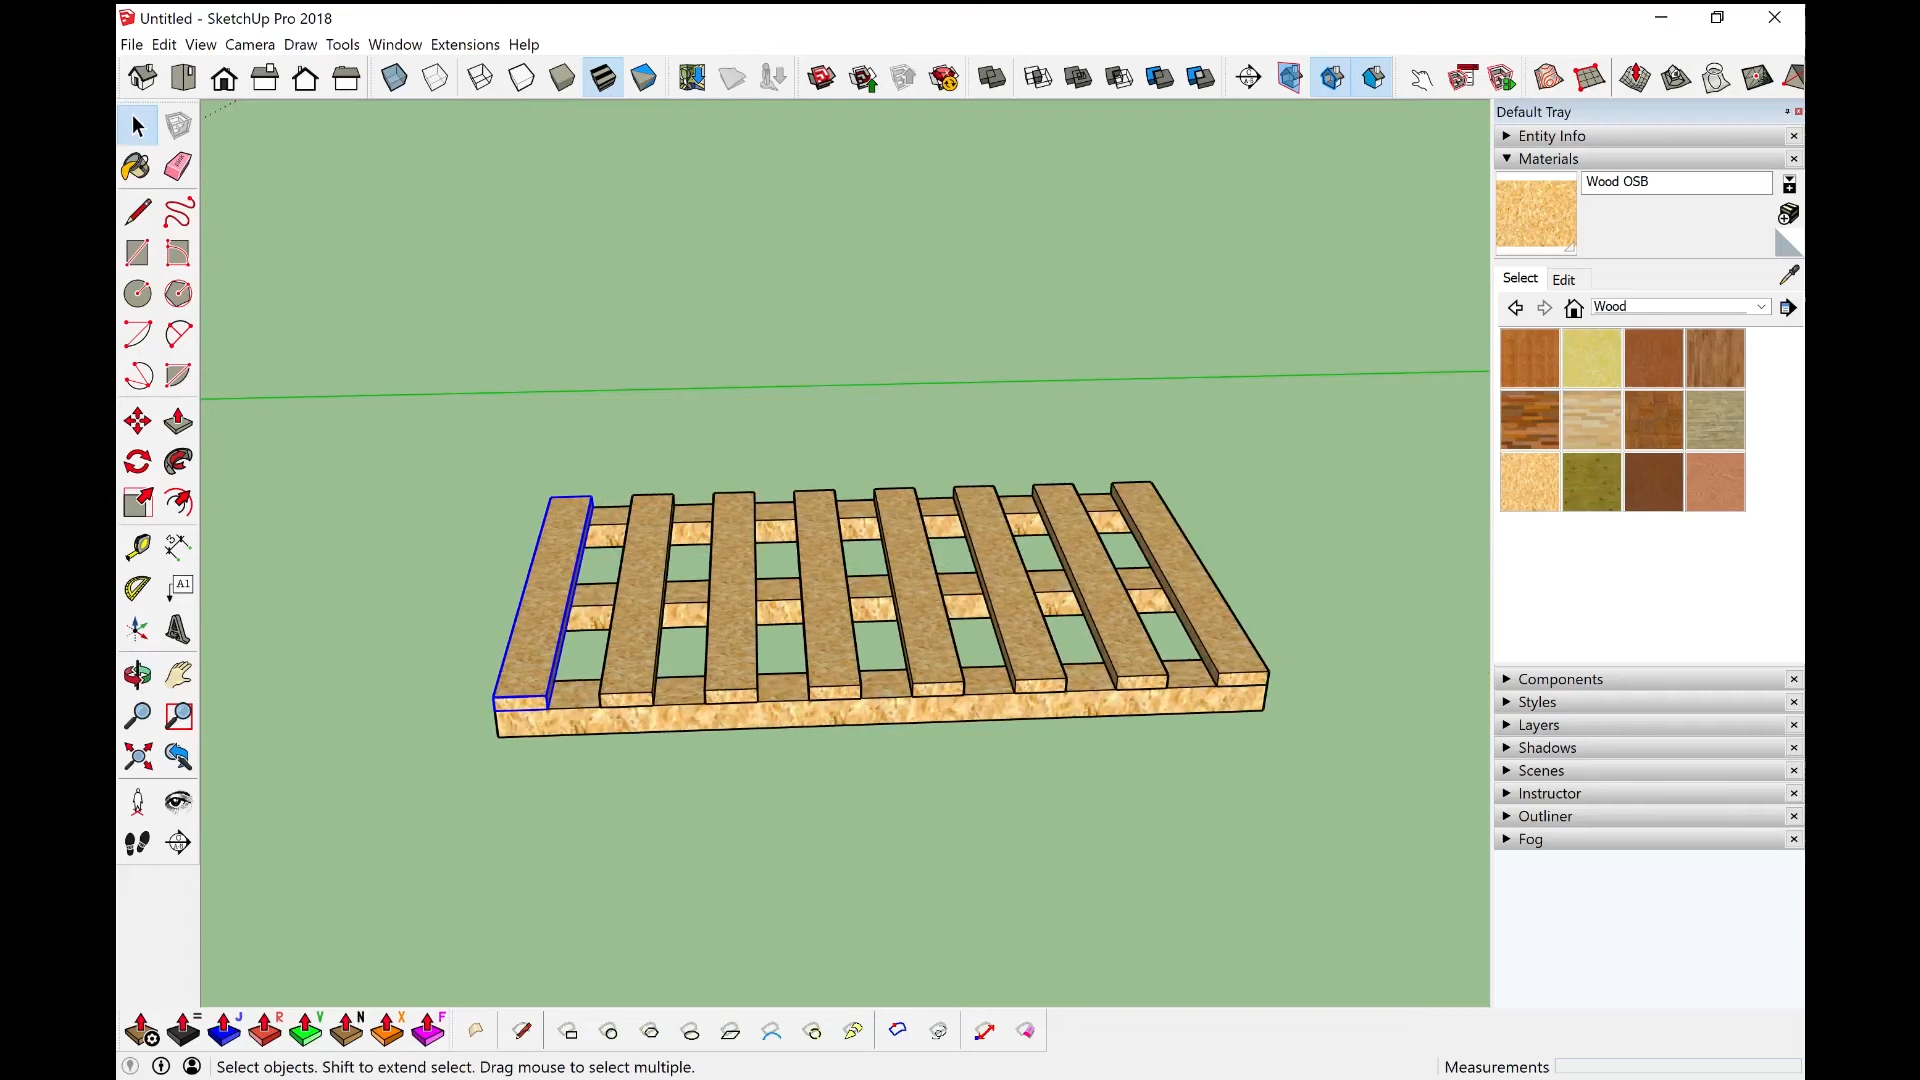 Untitled - SketchUp Pro 2018
File Edit View Camera Draw Tools Window Extensions Help
Default Tray
Entity Info
Materials
Wood OSB
Select Edit
Wood
A1
Components
Styles
Layers
Shadows
Scenes
Instructor
Outliner
Fog
= J R V N X F
Select objects. Shift to extend select. Drag mouse to select multiple.
Measurements